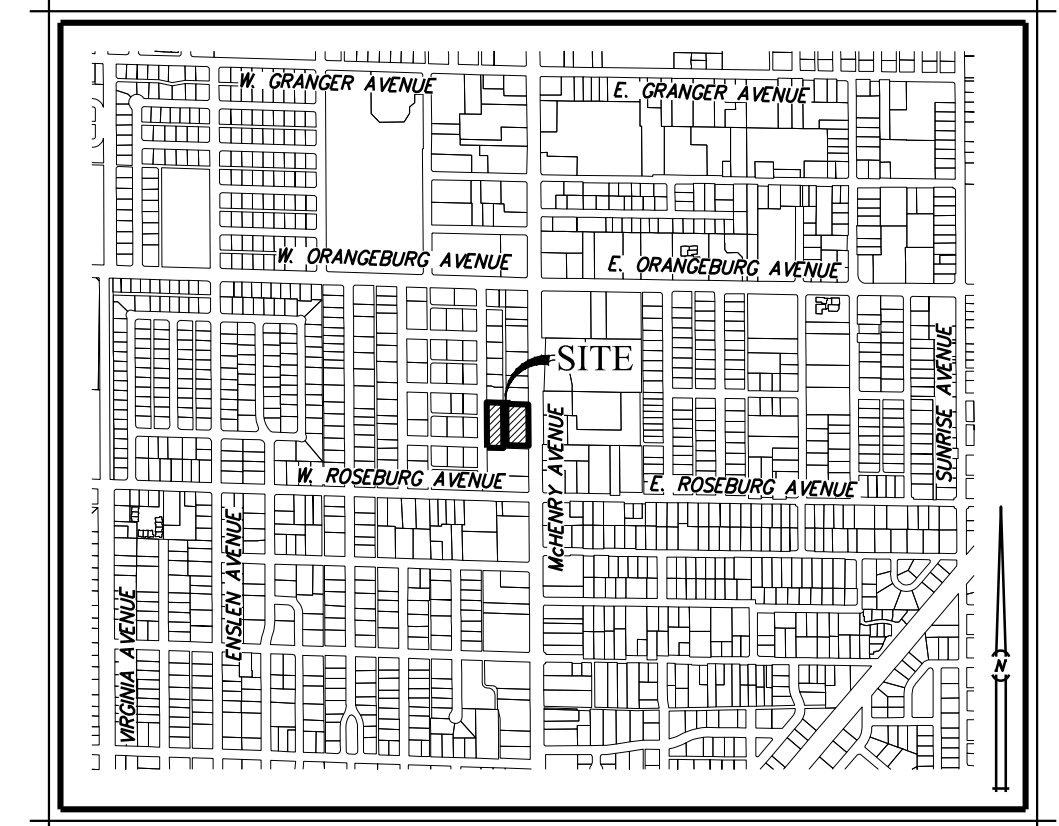 W. GRANGER AVENUE
E. GRANGER AVENUE
W. ORANGEBURG AVENUE
E. ORANGEBURG AVENUE
SITE
McHENRY AVENUE
SUNRISE AVENUE
W. ROSEBURG AVENUE
E. ROSEBURG AVENUE
ENSLEN AVENUE
VIRGINIA AVENUE
N